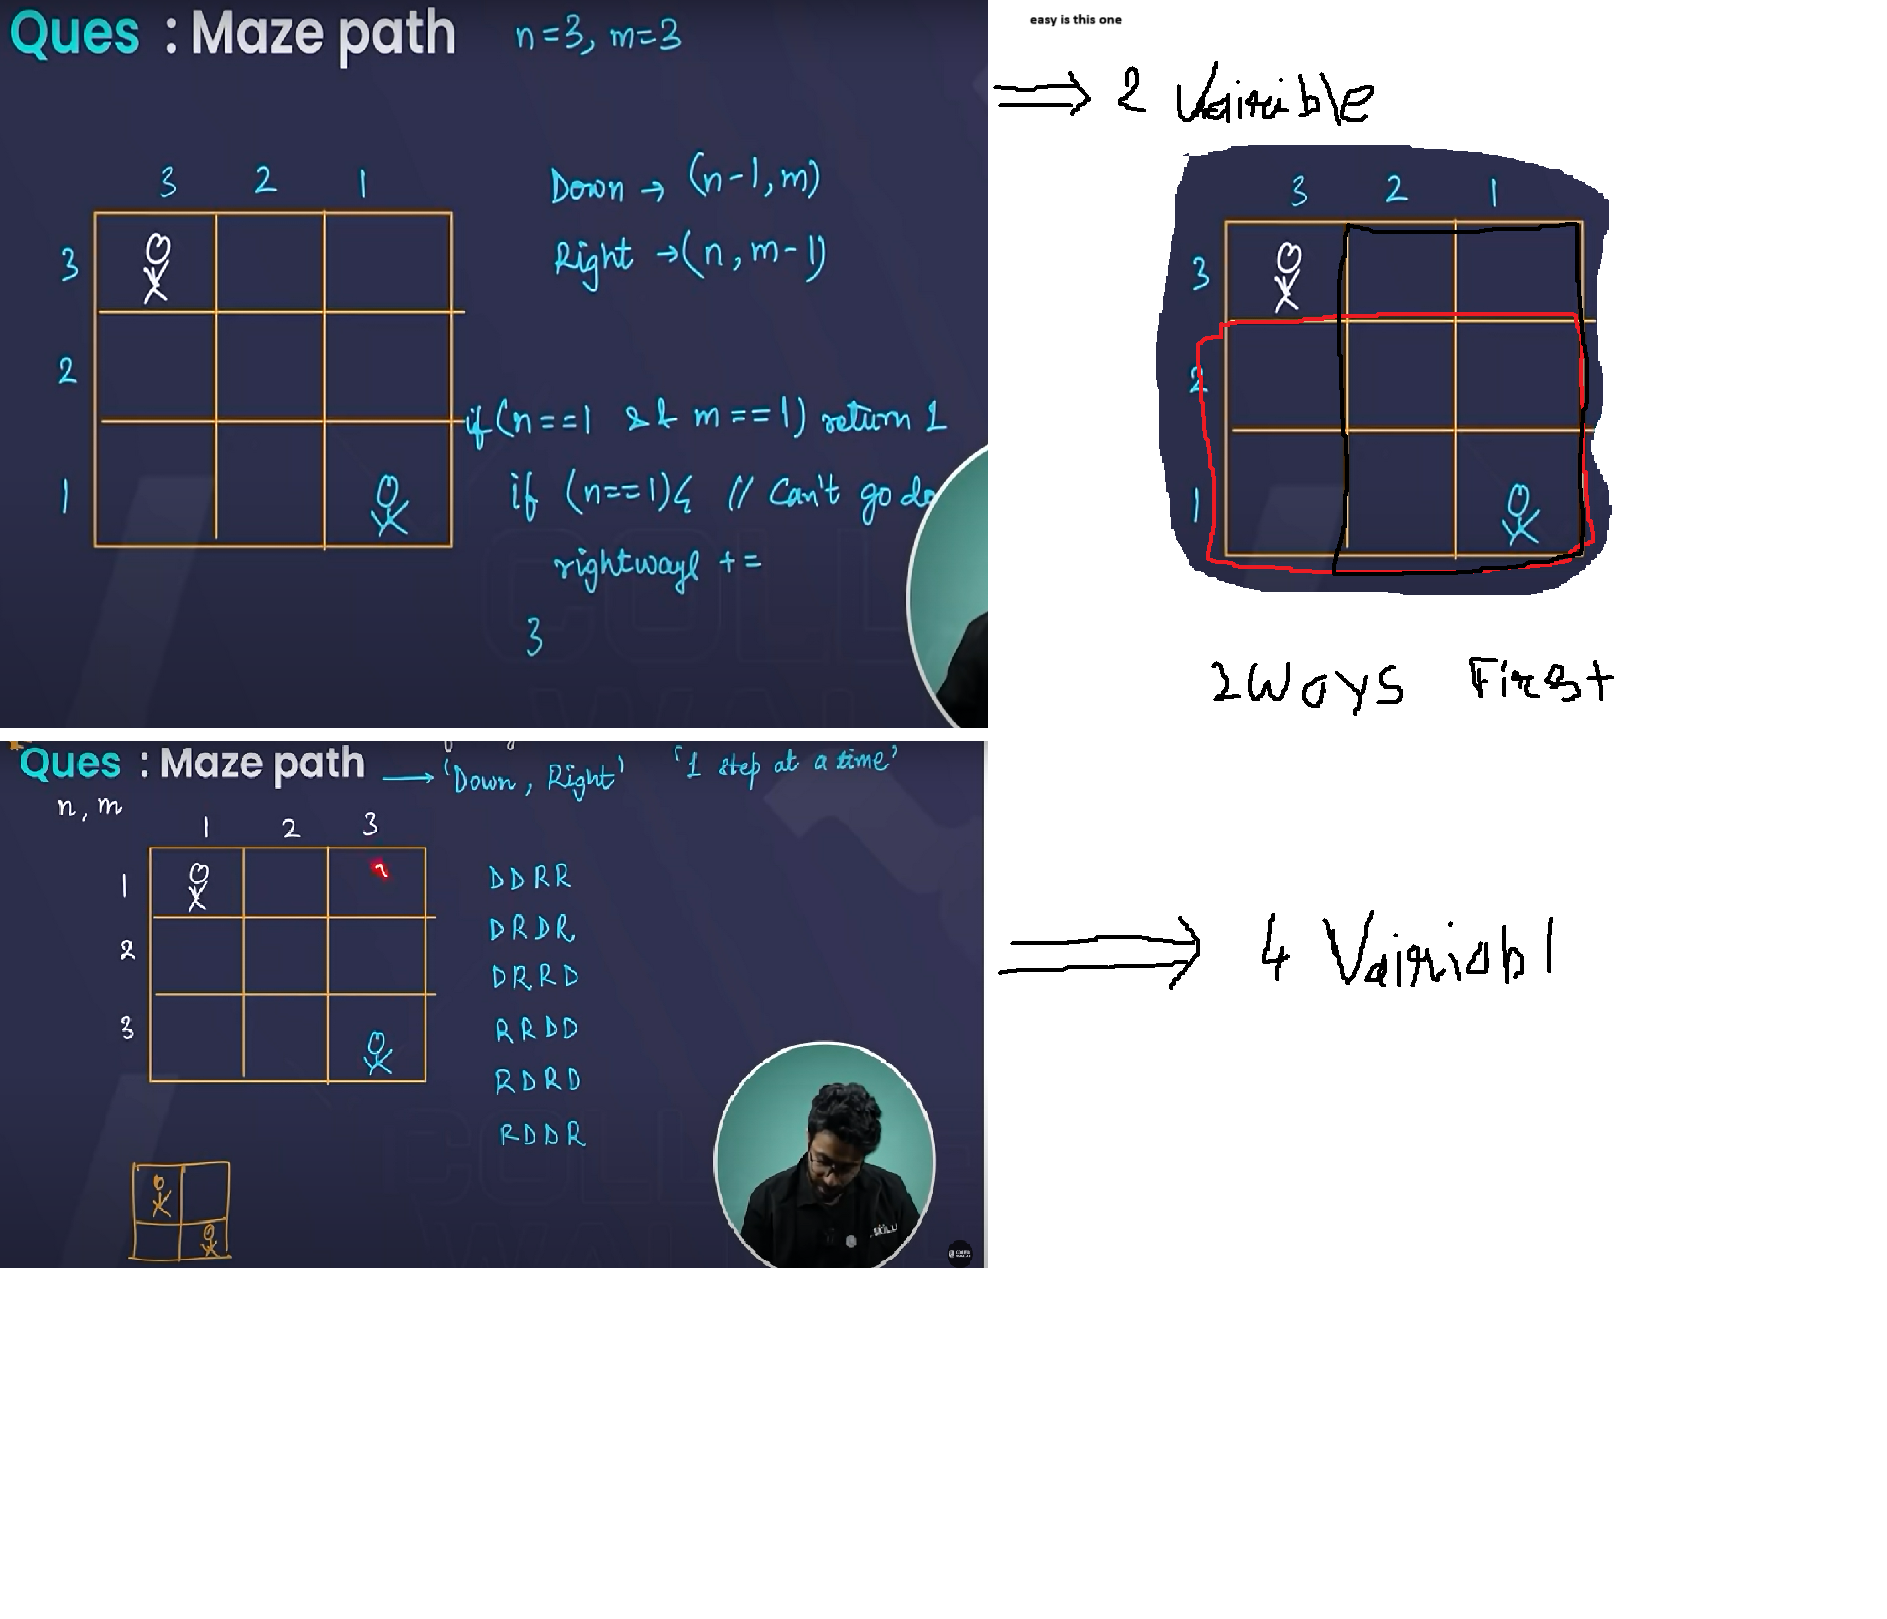 Ques : Maze path n=3, m=3
3 2 1
3
2
1
Down → (n-1, m)
Right → (n, m-1)
if (n==1 && m==1) return 1
if (n==1){ // Can't go do
rightways +=
}
easy is this one
⇒ 2 Vairible
3 2 1
3
2
1
2 Ways First
Ques : Maze path → 'Down, Right' '1 step at a time'
n, m
1 2 3
1
2
3
DDRR
DRDR
DRRD
RRDD
RDRD
RDDR
⇒ 4 Vairiabl